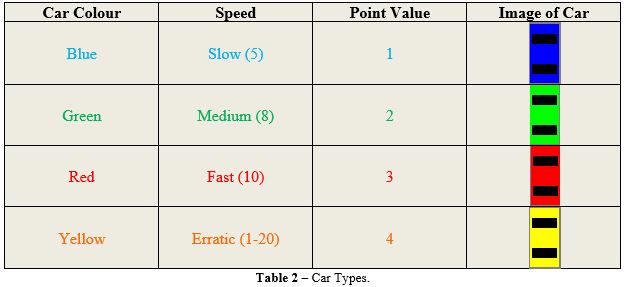 Car Colour Speed Point Value Image of Car
Blue Slow (5) 1
Green Medium (8) 2
Red Fast (10) 3
Yellow Erratic (1-20) 4
Table 2 – Car Types.